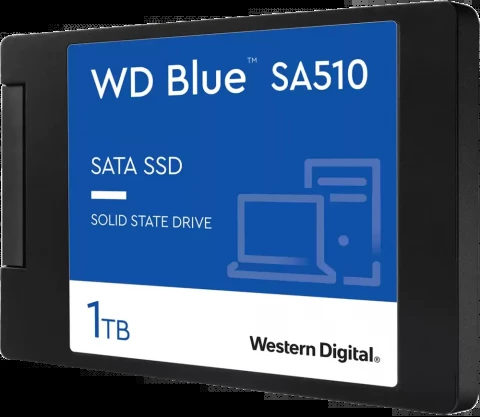 WD Blue™ SA510
SATA SSD
SOLID STATE DRIVE
1TB
Western Digital®